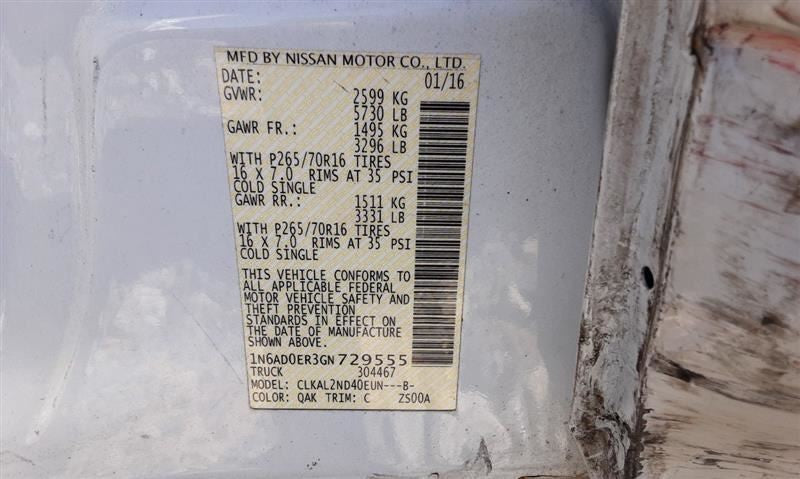 MFD BY NISSAN MOTOR CO., LTD.
DATE: 01/16
GVWR: 2599 KG
5730 LB
GAWR FR.: 1495 KG
3296 LB
WITH P265/70R16 TIRES
16 X 7.0 RIMS AT 35 PSI
COLD SINGLE
GAWR RR.: 1511 KG
3331 LB
WITH P265/70R16 TIRES
16 X 7.0 RIMS AT 35 PSI
COLD SINGLE
THIS VEHICLE CONFORMS TO
ALL APPLICABLE FEDERAL
MOTOR VEHICLE SAFETY AND
THEFT PREVENTION
STANDARDS IN EFFECT ON
THE DATE OF MANUFACTURE
SHOWN ABOVE.
1N6AD0ER3GN729555
TRUCK 304467
MODEL: CLKAL2ND40EUN---B-
COLOR: QAK TRIM: C ZS00A